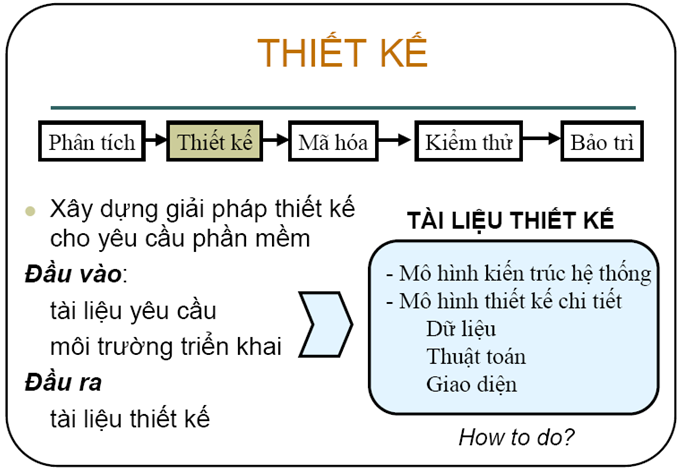 THIẾT KẾ
Phân tích
Thiết kế
Mã hóa
Kiểm thử
Bảo trì
Xây dựng giải pháp thiết kế
cho yêu cầu phần mềm
Đầu vào:
tài liệu yêu cầu
môi trường triển khai
Đầu ra
tài liệu thiết kế
TÀI LIỆU THIẾT KẾ
- Mô hình kiến trúc hệ thống
- Mô hình thiết kế chi tiết
Dữ liệu
Thuật toán
Giao diện
How to do?